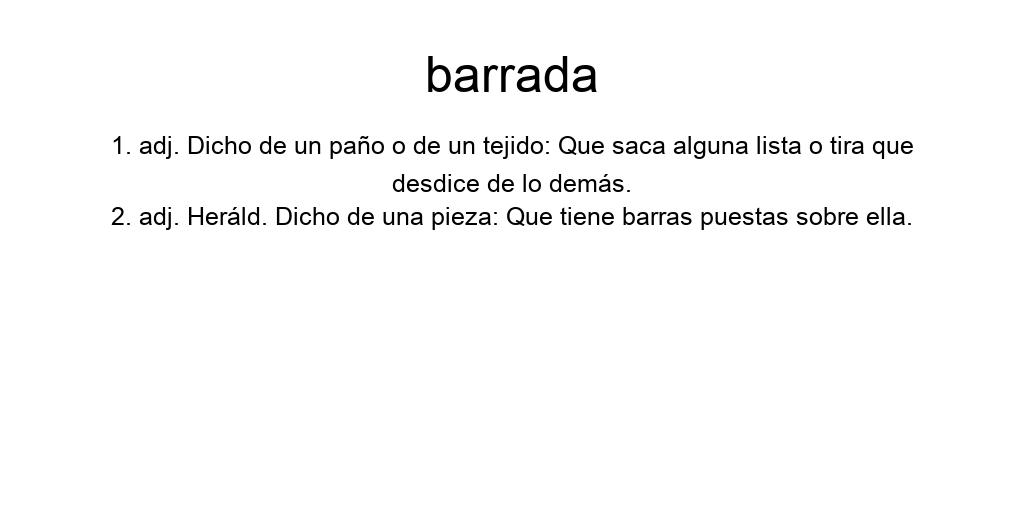 barrada
1. adj. Dicho de un paño o de un tejido: Que saca alguna lista o tira que
desdice de lo demás.
2. adj. Heráld. Dicho de una pieza: Que tiene barras puestas sobre ella.